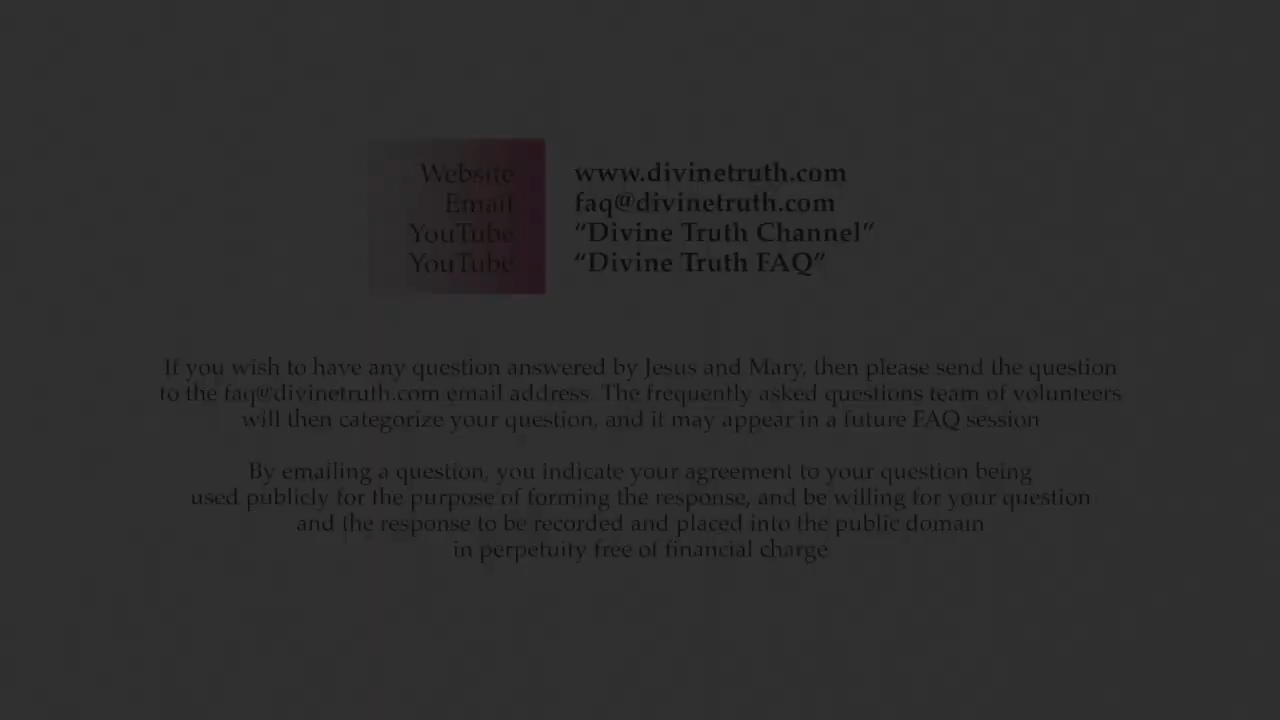 Website www.divinetruth.com
Email faq@divinetruth.com
YouTube “Divine Truth Channel”
YouTube “Divine Truth FAQ”
If you wish to have any question answered by Jesus and Mary, then please send the question
to the faq@divinetruth.com email address. The frequently asked questions team of volunteers
will then categorize your question, and it may appear in a future FAQ session
By emailing a question, you indicate your agreement to your question being
used publicly for the purpose of forming the response, and be willing for your question
and the response to be recorded and placed into the public domain
in perpetuity free of financial charge